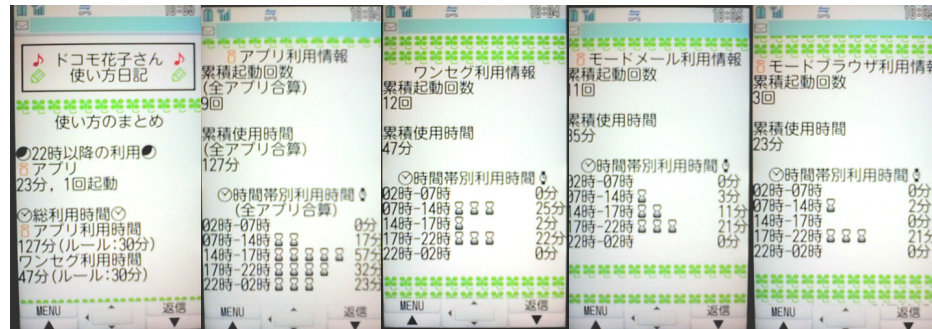 ドコモ花子さん
使い方日記
使い方のまとめ
22時以降の利用
アプリ
23分, 1回起動
総利用時間
アプリ利用時間
127分(ルール:30分)
ワンセグ利用時間
47分(ルール:30分)
MENU
返信
アプリ利用情報
累積起動回数
(全アプリ合算)
9回
累積使用時間
(全アプリ合算)
127分
時間帯別利用時間
(全アプリ合算)
02時-07時 0分
07時-14時 17分
14時-17時 57分
17時-22時 32分
22時-02時 23分
MENU
返信
ワンセグ利用情報
累積起動回数
12回
累積使用時間
47分
時間帯別利用時間
02時-07時 0分
07時-14時 25分
14時-17時 2分
17時-22時 22分
22時-02時 0分
MENU
返信
iモードメール利用情報
累積起動回数
11回
累積使用時間
35分
時間帯別利用時間
02時-07時 0分
07時-14時 3分
14時-17時 11分
17時-22時 21分
22時-02時 0分
MENU
返信
iモードブラウザ利用情報
累積起動回数
3回
累積使用時間
23分
時間帯別利用時間
02時-07時 0分
07時-14時 2分
14時-17時 0分
17時-22時 21分
22時-02時 0分
MENU
返信